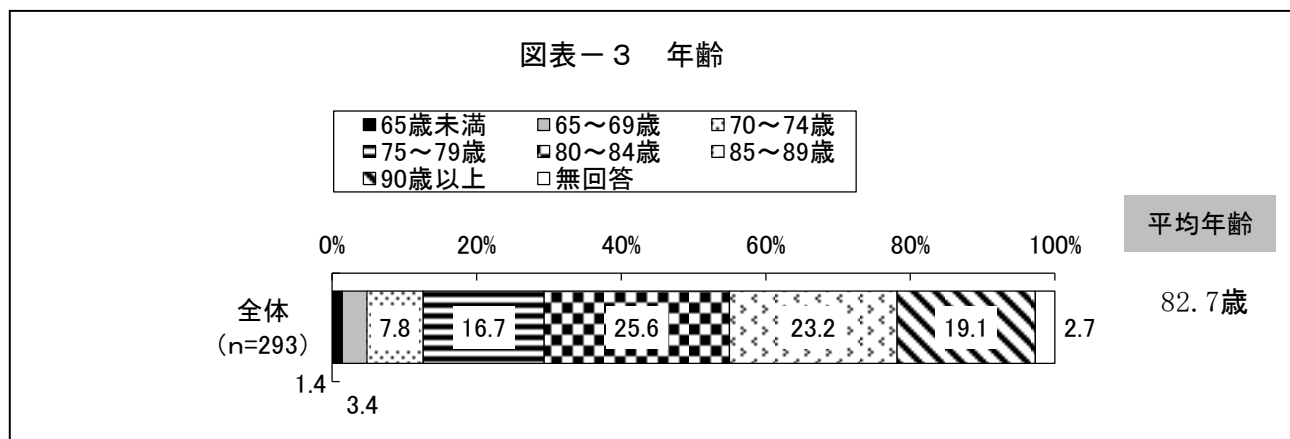 図表-3 年齢
■65歳未満 65~69歳 70~74歳
75~79歳 80~84歳 85~89歳
90歳以上 無回答
平均年齢
0% 20% 40% 60% 80% 100%
82.7歳
全体
(n=293)
7.8 16.7 25.6 23.2 19.1 2.7
1.4
3.4